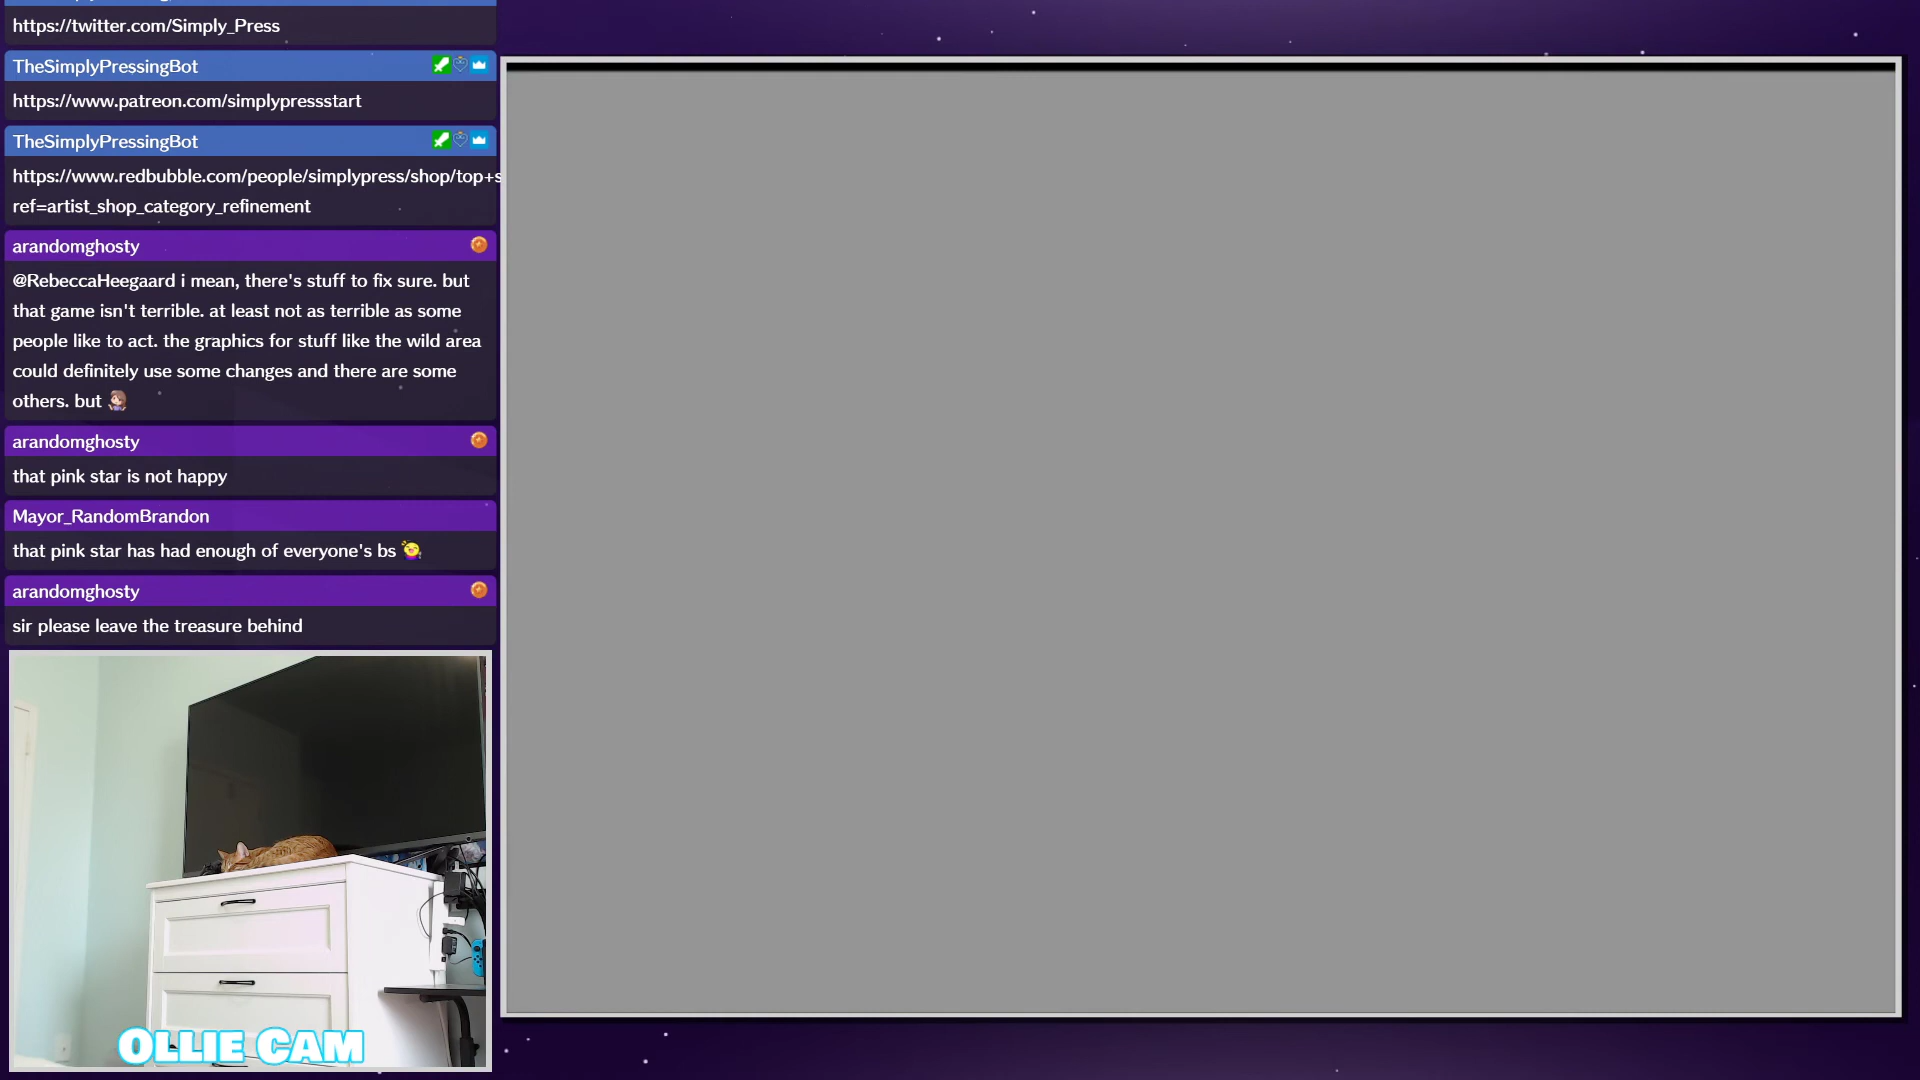 https://twitter.com/Simply_Press
TheSimplyPressingBot
https://www.patreon.com/simplypressstart
TheSimplyPressingBot
https://www.redbubble.com/people/simplypress/shop/top+s
ref=artist_shop_category_refinement
arandomghosty
@RebeccaHeegaard i mean, there's stuff to fix sure. but
that game isn't terrible. at least not as terrible as some
people like to act. the graphics for stuff like the wild area
could definitely use some changes and there are some
others. but
arandomghosty
that pink star is not happy
Mayor_RandomBrandon
that pink star has had enough of everyone's bs
arandomghosty
sir please leave the treasure behind
OLLIE CAM